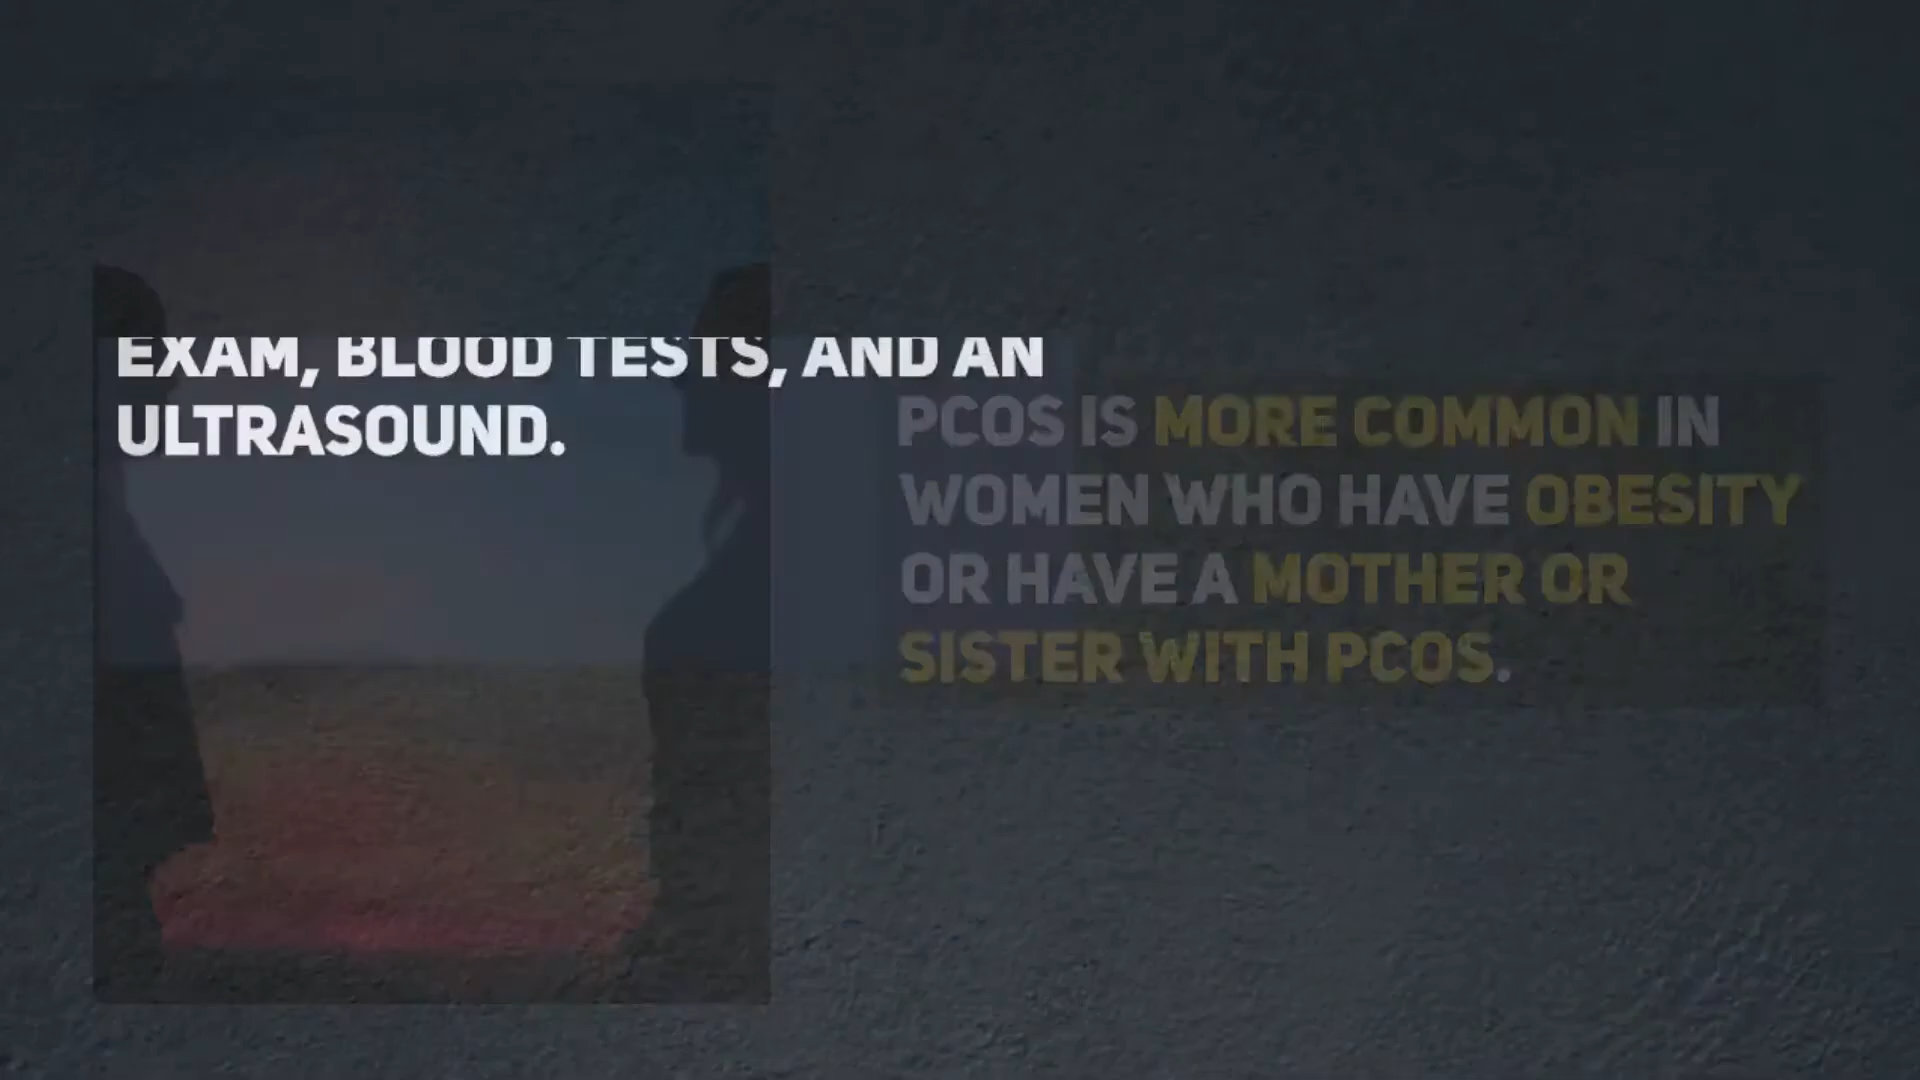 EXAM, BLOOD TESTS, AND AN
ULTRASOUND.
PCOS IS MORE COMMON IN
WOMEN WHO HAVE OBESITY
OR HAVE A MOTHER OR
SISTER WITH PCOS.